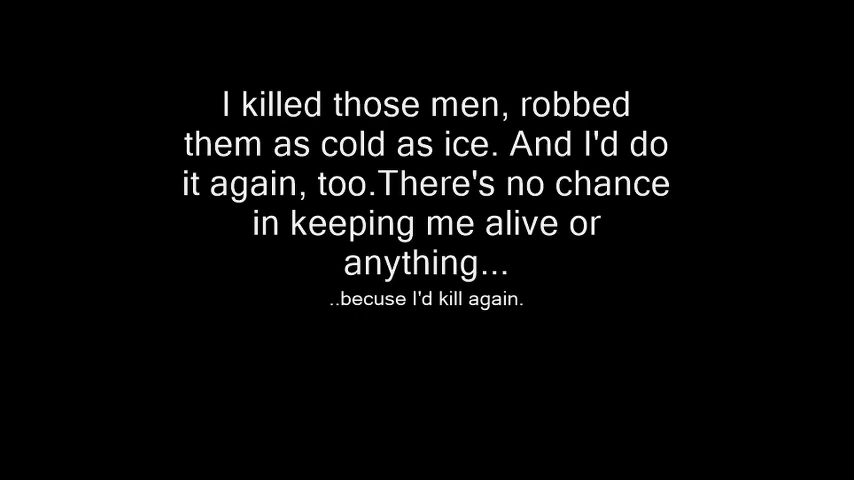 I killed those men, robbed
them as cold as ice. And I'd do
it again, too.There's no chance
in keeping me alive or
anything...
..becuse I'd kill again.